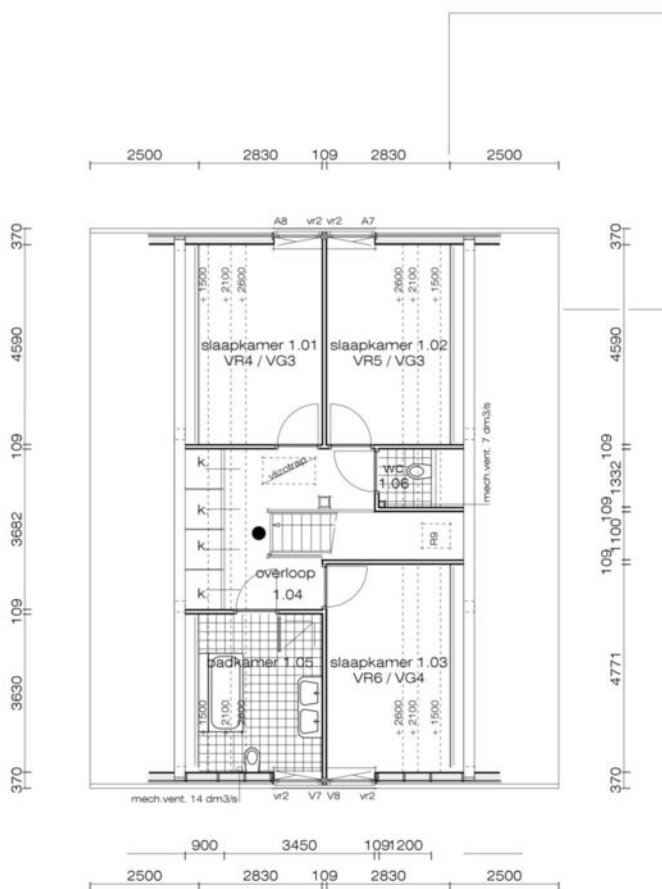 2500 2830 109 2830 2500
A8 vr2 vr2 A7
370 370
+ 1500 + 2100 + 2600 + 2600 + 2100 + 1500
4590 4590
slaapkamer 1.01 slaapkamer 1.02
VR4 / VG3 VR5 / VG3
mech.vent. 7 dm3/s
109 109
k. vlizotrap wc
1.06
1332
k.
3682 109
k. R9 1100
overloop 109
k. 1.04
109
badkamer 1.05 slaapkamer 1.03
VR6 / VG4
4771
3630
+ 1500 + 2100 + 2600 + 2600 + 2100 + 1500
370 370
mech.vent. 14 dm3/s vr2 V7 V8 vr2
900 3450 109 1200
2500 2830 109 2830 2500